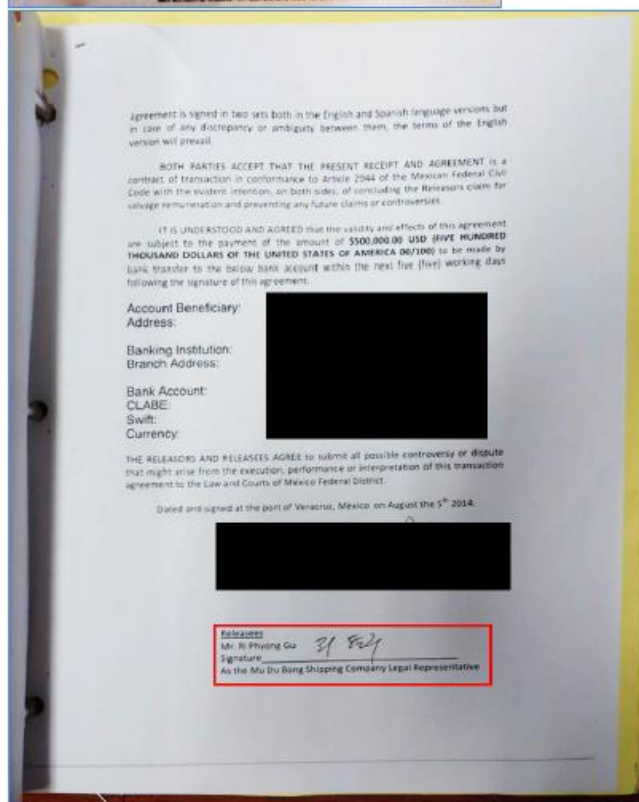 agreement is signed in two sets both in the English and Spanish language versions but
in case of any discrepancy or ambiguity between them, the terms of the English
version will prevail.
BOTH PARTIES ACCEPT THAT THE PRESENT RECEIPT AND AGREEMENT is a
contract of transaction in conformance to Article 2944 of the Mexican Federal Civil
Code with the evident intention, on both sides, of concluding the Releasors claim for
salvage remuneration and preventing any future claims or controversies.
IT IS UNDERSTOOD AND AGREED that the validity and effects of this agreement
are subject to the payment of the amount of $500,000.00 USD (FIVE HUNDRED
THOUSAND DOLLARS OF THE UNITED STATES OF AMERICA 00/100) to be made by
bank transfer to the below bank account within the next five (five) working days
following the signature of this agreement.
Account Beneficiary:
Address:
Banking Institution:
Branch Address:
Bank Account:
CLABE:
Swift:
Currency:
THE RELEASORS AND RELEASEES AGREE to submit all possible controversy or dispute
that might arise from the execution, performance or interpretation of this transaction
agreement to the Law and Courts of México Federal District.
Dated and signed at the port of Veracruz, Mexico on August the 5th 2014.
Releasees
Mr. Ri Phyong Gu
Signature
As the Mu Du Bong Shipping Company Legal Representative